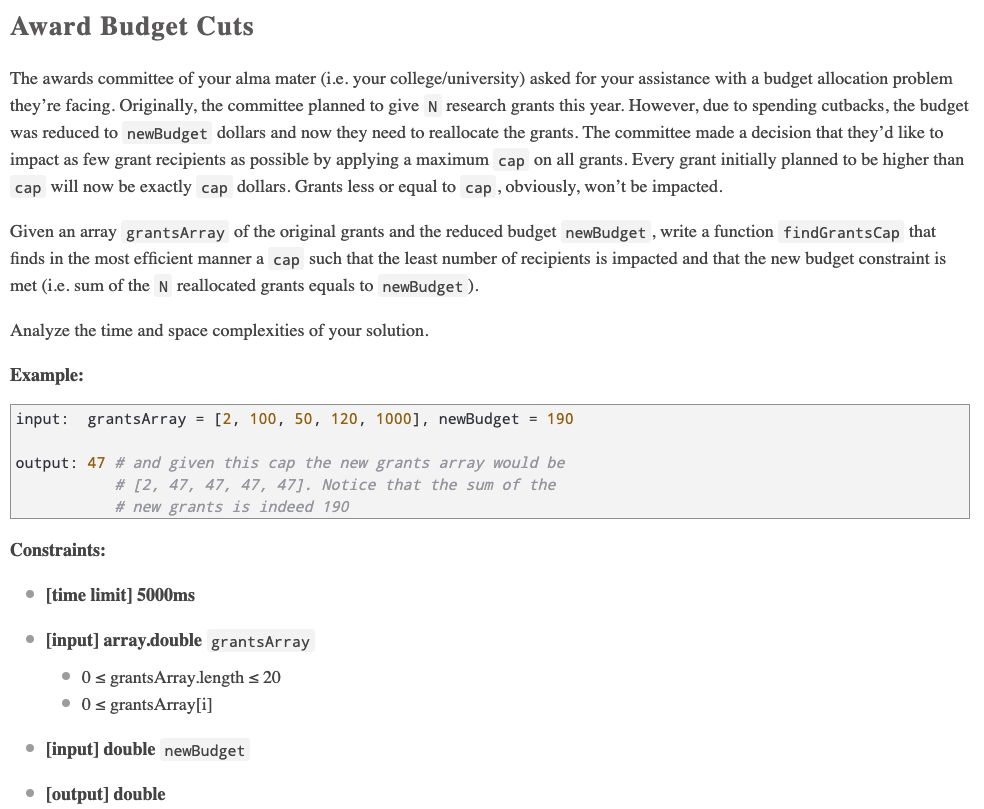 Award Budget Cuts
The awards committee of your alma mater (i.e. your college/university) asked for your assistance with a budget allocation problem
they’re facing. Originally, the committee planned to give N research grants this year. However, due to spending cutbacks, the budget
was reduced to newBudget dollars and now they need to reallocate the grants. The committee made a decision that they’d like to
impact as few grant recipients as possible by applying a maximum cap on all grants. Every grant initially planned to be higher than
cap will now be exactly cap dollars. Grants less or equal to cap , obviously, won’t be impacted.
Given an array grantsArray of the original grants and the reduced budget newBudget , write a function findGrantsCap that
finds in the most efficient manner a cap such that the least number of recipients is impacted and that the new budget constraint is
met (i.e. sum of the N reallocated grants equals to newBudget ).
Analyze the time and space complexities of your solution.
Example:
input:  grantsArray = [2, 100, 50, 120, 1000], newBudget = 190
output: 47 # and given this cap the new grants array would be
# [2, 47, 47, 47, 47]. Notice that the sum of the
# new grants is indeed 190
Constraints:
[time limit] 5000ms
[input] array.double grantsArray
0 ≤ grantsArray.length ≤ 20
0 ≤ grantsArray[i]
[input] double newBudget
[output] double